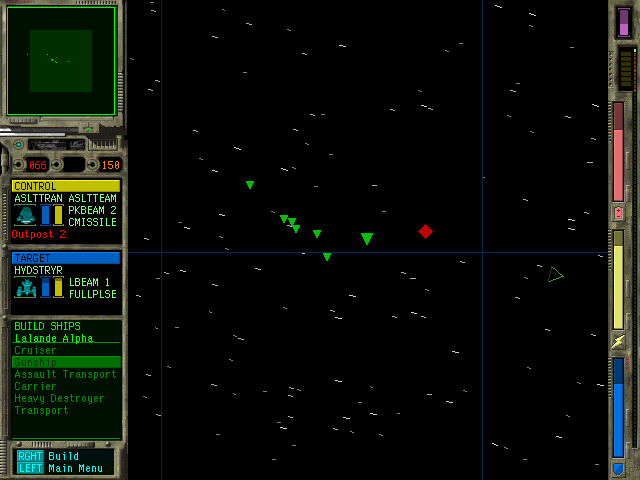 066 150
CONTROL
ASLTTRAN ASLTTEAM
PKBEAM 2
CMISSILE
Outpost 2
TARGET
HVDSTRYR
LBEAM 1
FULLPLSE
BUILD SHIPS
Lalande Alpha
Cruiser
Gunship
Assault Transport
Carrier
Heavy Destroyer
Transport
RGHT Build
LEFT Main Menu